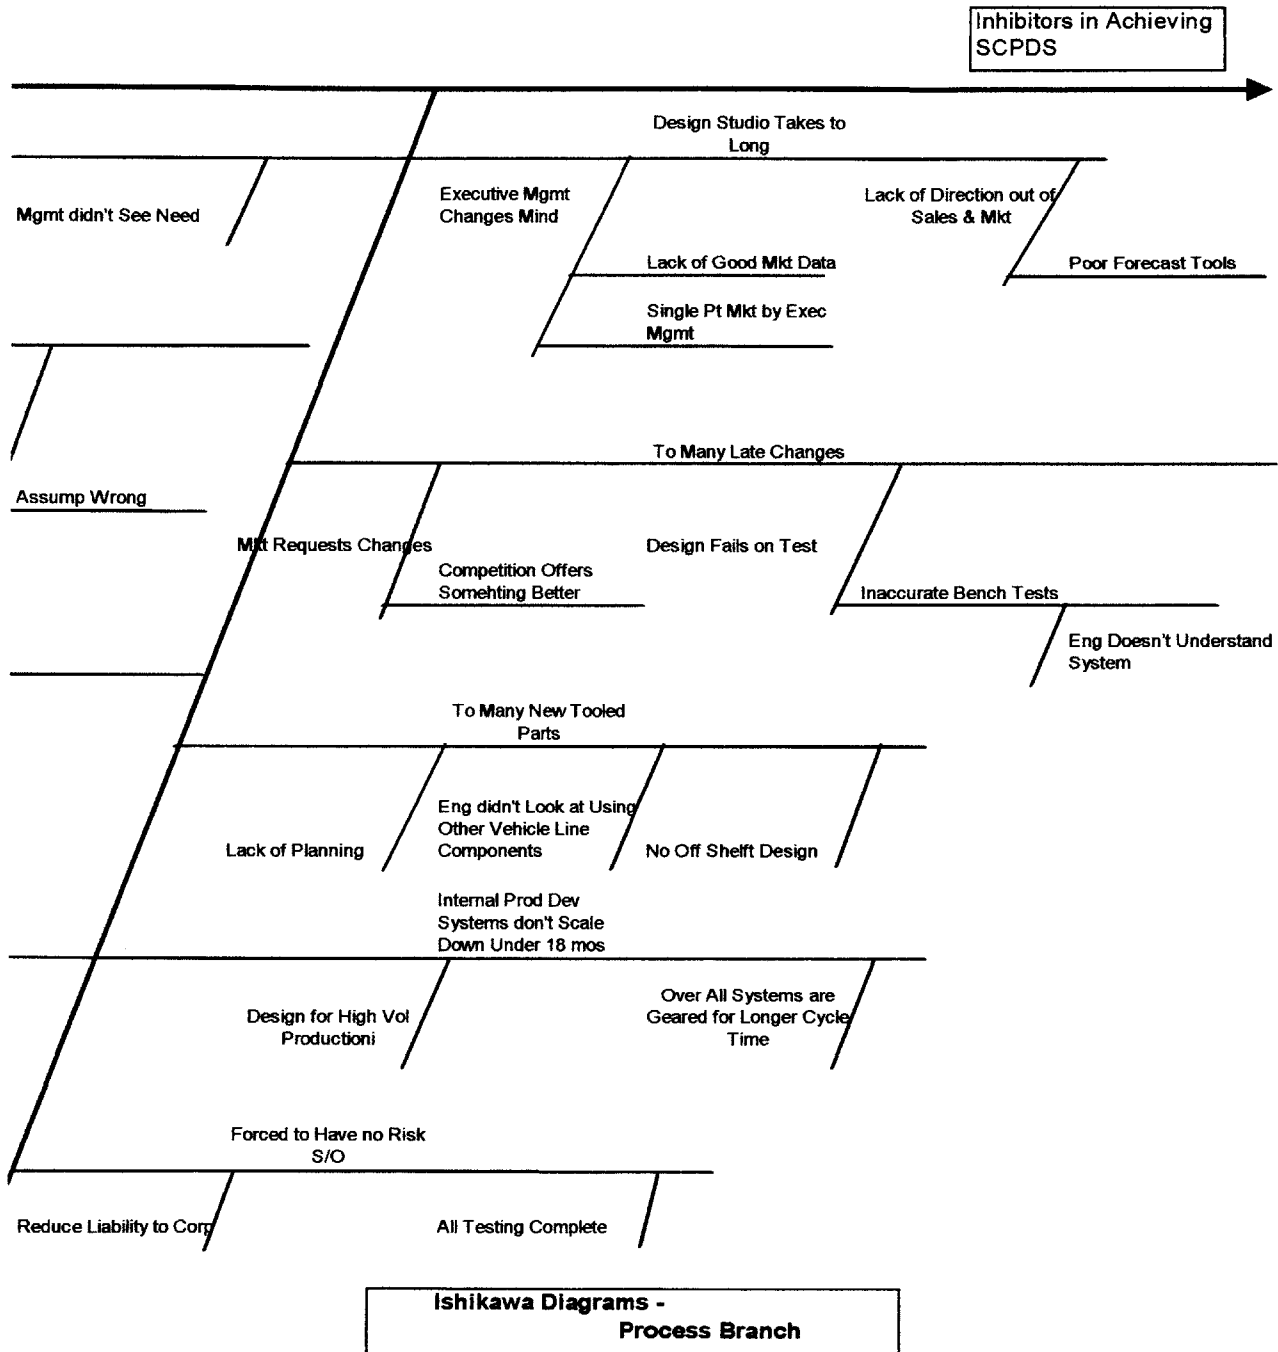 Inhibitors in Achieving
SCPDS
Design Studio Takes to
Long
Mgmt didn't See Need
Executive Mgmt
Changes Mind
Lack of Direction out of
Sales & Mkt
Lack of Good Mkt Data
Poor Forecast Tools
Single Pt Mkt by Exec
Mgmt
To Many Late Changes
Assump Wrong
Mkt Requests Changes
Design Fails on Test
Competition Offers
Somehting Better
Inaccurate Bench Tests
Eng Doesn't Understand
System
To Many New Tooled
Parts
Lack of Planning
Eng didn't Look at Using
Other Vehicle Line
Components
No Off Shelft Design
Internal Prod Dev
Systems don't Scale
Down Under 18 mos
Design for High Vol
Productioni
Over All Systems are
Geared for Longer Cycle
Time
Forced to Have no Risk
S/O
Reduce Liability to Corp
All Testing Complete
Ishikawa Diagrams -
Process Branch